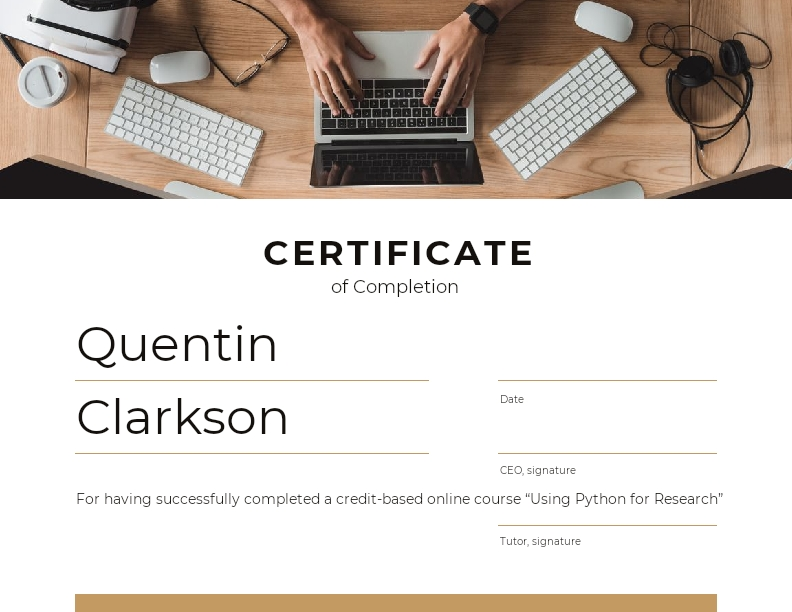 CERTIFICATE
of Completion
Quentin
Clarkson
Date
CEO, signature
For having successfully completed a credit-based online course “Using Python for Research”
Tutor, signature